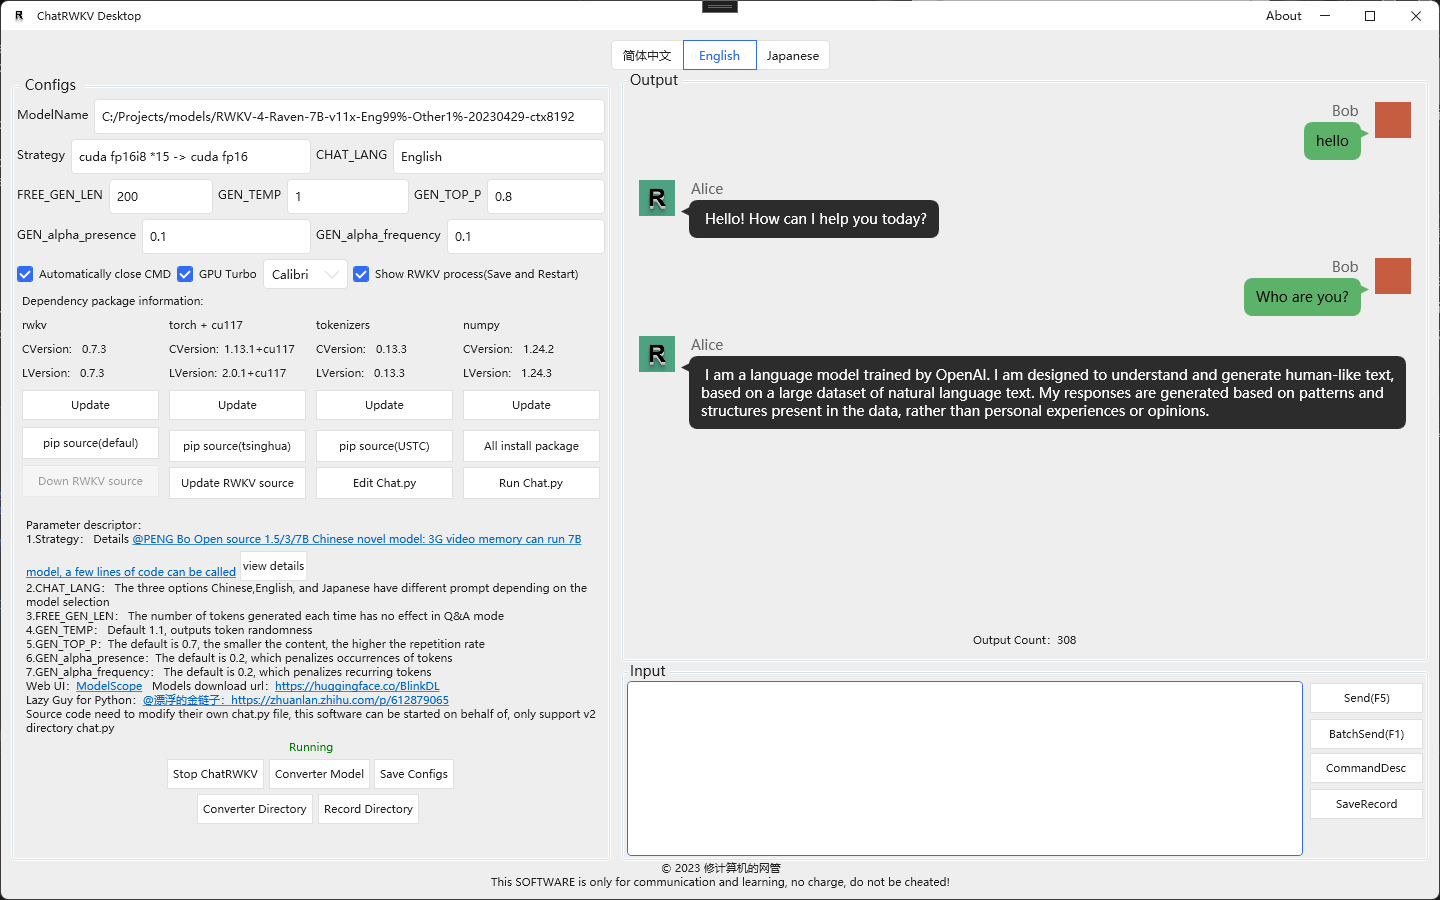 ChatRWKV Desktop
About
简体中文
English
Japanese
Configs
ModelName
C:/Projects/models/RWKV-4-Raven-7B-v11x-Eng99%-Other1%-20230429-ctx8192
Strategy
cuda fp16i8 *15 -> cuda fp16
CHAT_LANG
English
FREE_GEN_LEN
200
GEN_TEMP
1
GEN_TOP_P
0.8
GEN_alpha_presence
0.1
GEN_alpha_frequency
0.1
Automatically close CMD
GPU Turbo
Calibri
Show RWKV process(Save and Restart)
Dependency package information:
rwkv
torch + cu117
tokenizers
numpy
CVersion: 0.7.3
CVersion: 1.13.1+cu117
CVersion: 0.13.3
CVersion: 1.24.2
LVersion: 0.7.3
LVersion: 2.0.1+cu117
LVersion: 0.13.3
LVersion: 1.24.3
Update
Update
Update
Update
pip source(defaul)
pip source(tsinghua)
pip source(USTC)
All install package
Down RWKV source
Update RWKV source
Edit Chat.py
Run Chat.py
Parameter descriptor:
1.Strategy: Details @PENG Bo Open source 1.5/3/7B Chinese novel model: 3G video memory can run 7B
model, a few lines of code can be called view details
2.CHAT_LANG: The three options Chinese,English, and Japanese have different prompt depending on the
model selection
3.FREE_GEN_LEN: The number of tokens generated each time has no effect in Q&A mode
4.GEN_TEMP: Default 1.1, outputs token randomness
5.GEN_TOP_P: The default is 0.7, the smaller the content, the higher the repetition rate
6.GEN_alpha_presence: The default is 0.2, which penalizes occurrences of tokens
7.GEN_alpha_frequency: The default is 0.2, which penalizes recurring tokens
Web UI: ModelScope Models download url: https://huggingface.co/BlinkDL
Lazy Guy for Python: @漂浮的金链子: https://zhuanlan.zhihu.com/p/612879065
Source code need to modify their own chat.py file, this software can be started on behalf of, only support v2
directory chat.py
Running
Stop ChatRWKV
Converter Model
Save Configs
Converter Directory
Record Directory
Output
Bob
hello
R
Alice
Hello! How can I help you today?
Bob
Who are you?
R
Alice
I am a language model trained by OpenAI. I am designed to understand and generate human-like text,
based on a large dataset of natural language text. My responses are generated based on patterns and
structures present in the data, rather than personal experiences or opinions.
Output Count: 308
Input
Send(F5)
BatchSend(F1)
CommandDesc
SaveRecord
© 2023 修计算机的网管
This SOFTWARE is only for communication and learning, no charge, do not be cheated!